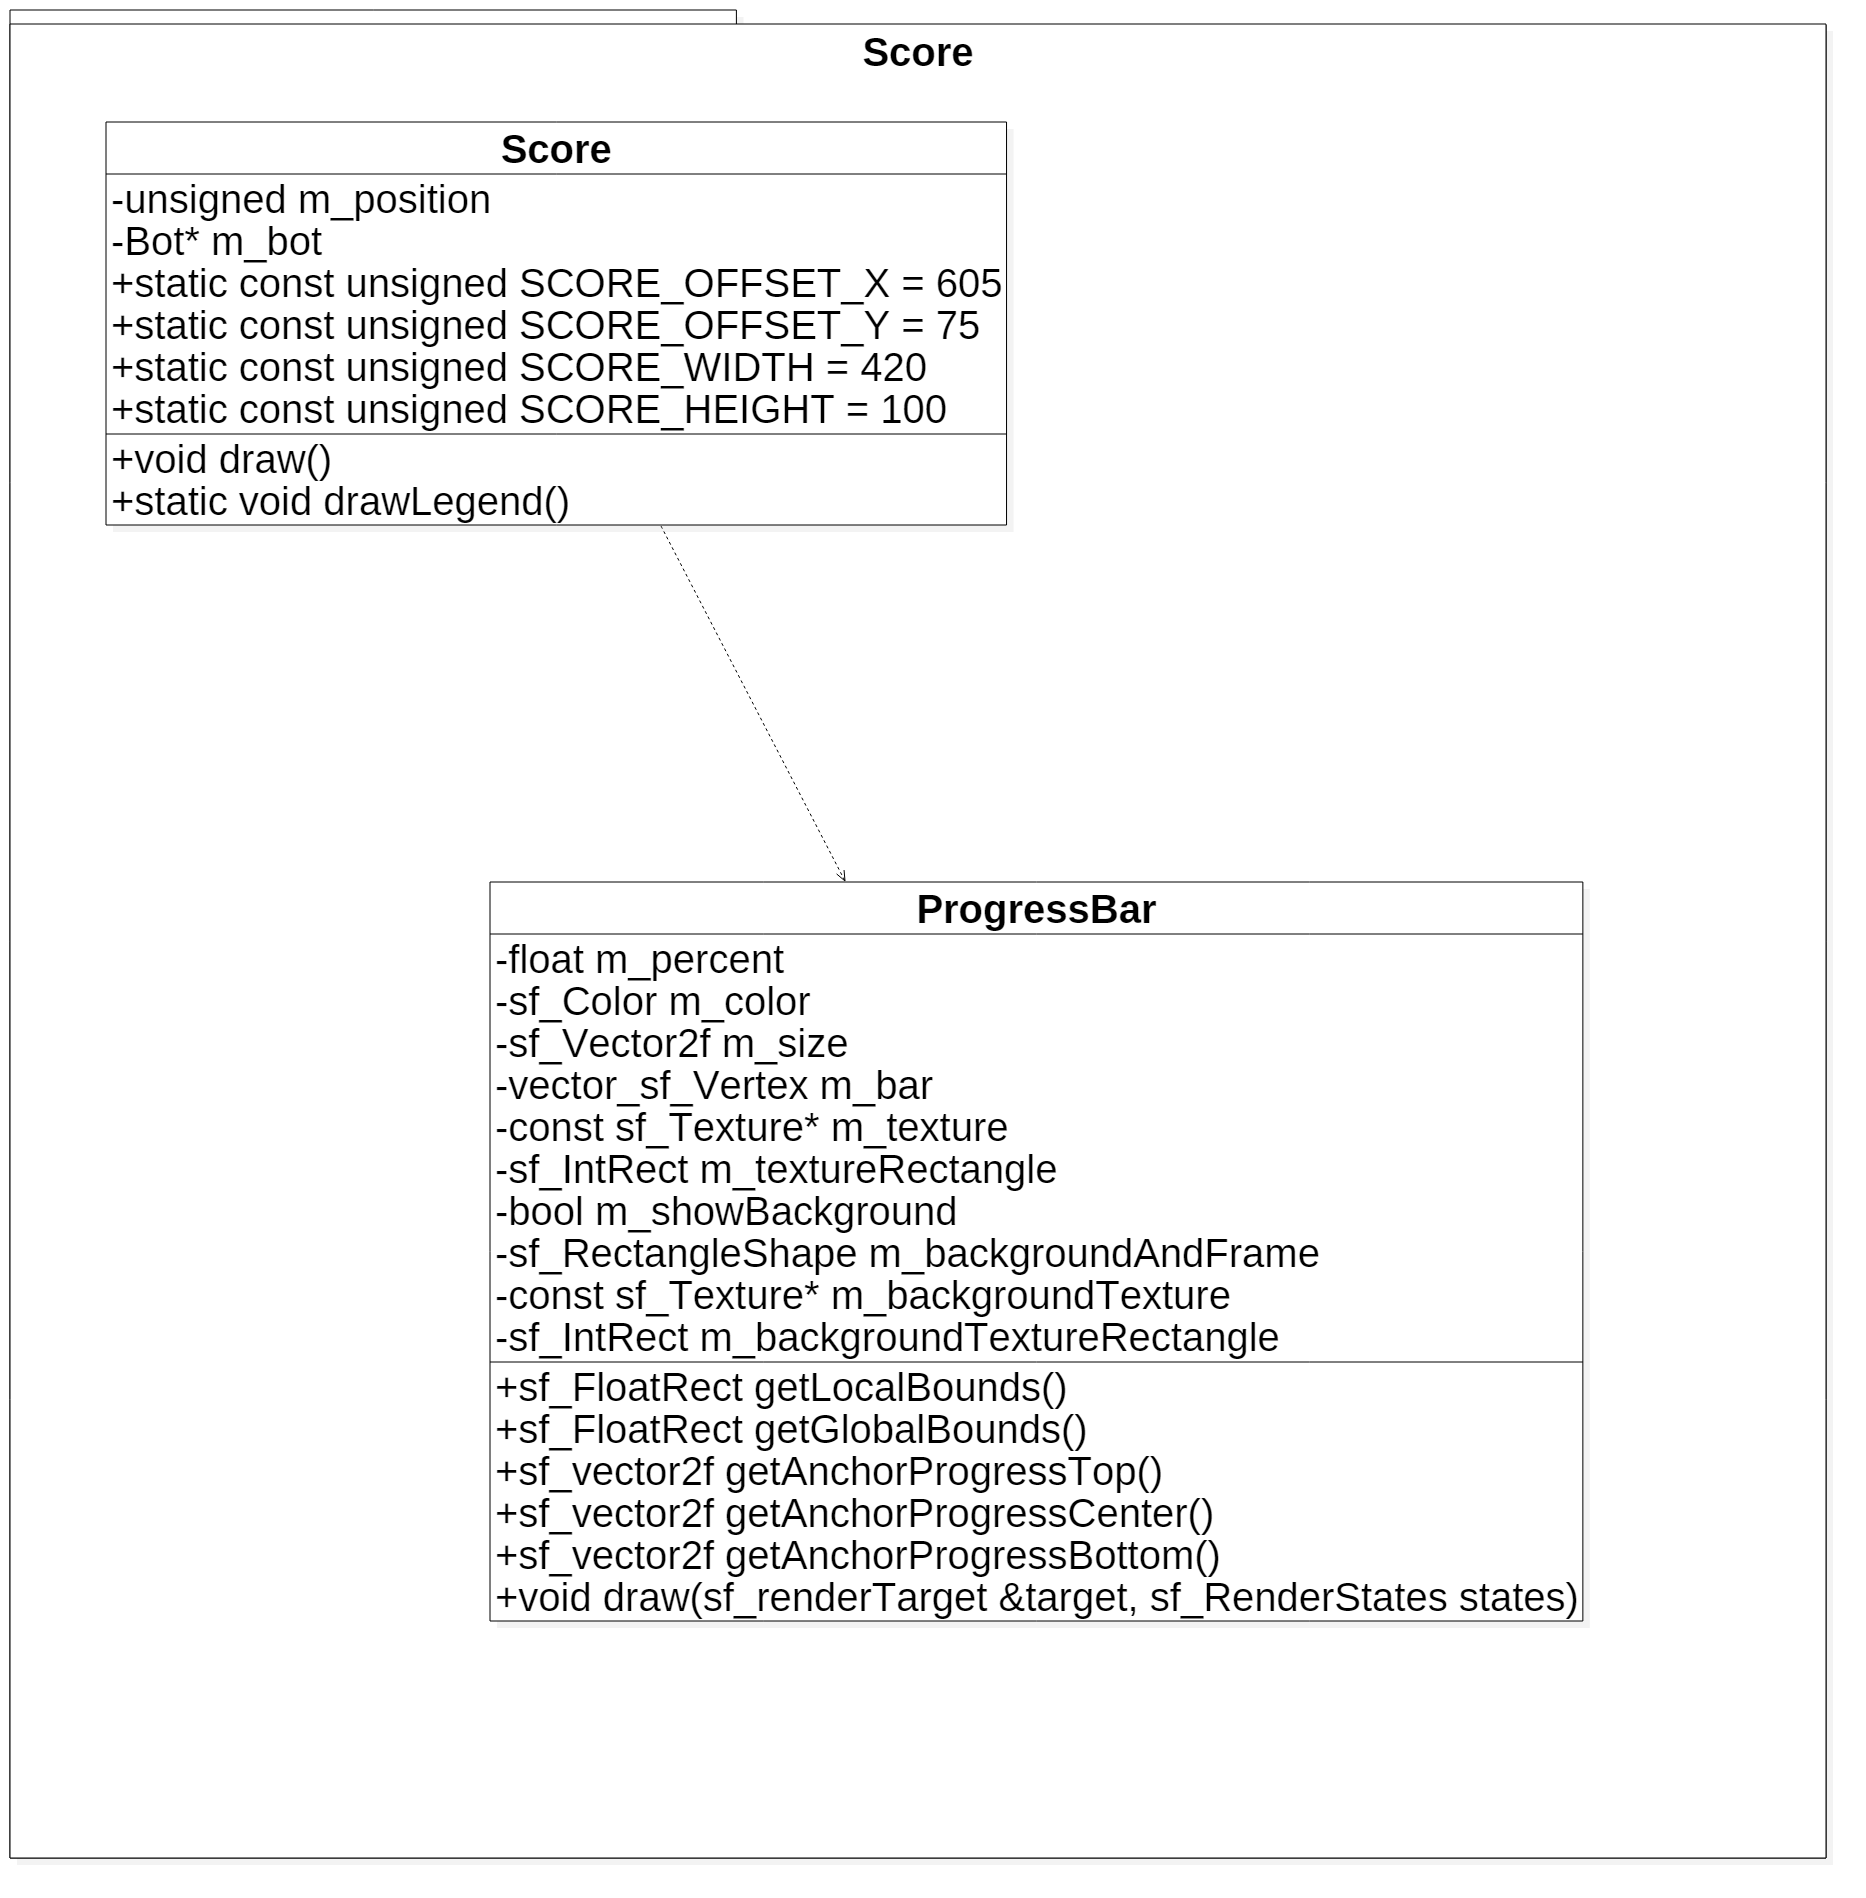 Score
Score
-unsigned m_position
-Bot* m_bot
+static const unsigned SCORE_OFFSET_X = 605
+static const unsigned SCORE_OFFSET_Y = 75
+static const unsigned SCORE_WIDTH = 420
+static const unsigned SCORE_HEIGHT = 100
+void draw()
+static void drawLegend()
ProgressBar
-float m_percent
-sf_Color m_color
-sf_Vector2f m_size
-vector_sf_Vertex m_bar
-const sf_Texture* m_texture
-sf_IntRect m_textureRectangle
-bool m_showBackground
-sf_RectangleShape m_backgroundAndFrame
-const sf_Texture* m_backgroundTexture
-sf_IntRect m_backgroundTextureRectangle
+sf_FloatRect getLocalBounds()
+sf_FloatRect getGlobalBounds()
+sf_vector2f getAnchorProgressTop()
+sf_vector2f getAnchorProgressCenter()
+sf_vector2f getAnchorProgressBottom()
+void draw(sf_renderTarget &target, sf_RenderStates states)